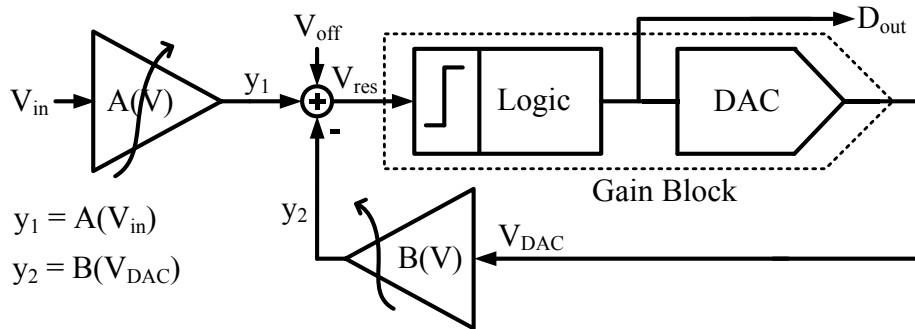 D_out
V_off
V_in
A(V)
y_1
V_res
Logic
DAC
+
-
Gain Block
y_1 = A(V_in)
y_2 = B(V_DAC)
y_2
B(V)
V_DAC